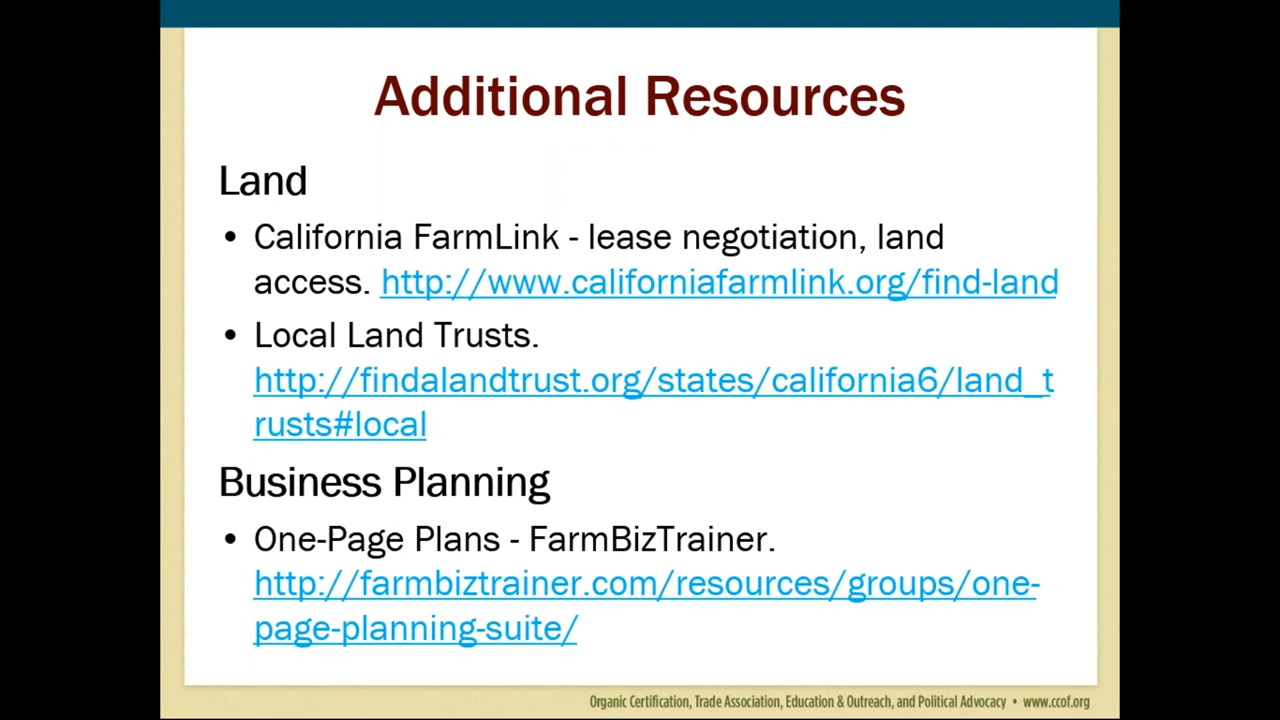 Additional Resources
Land
• California FarmLink - lease negotiation, land
access. http://www.californiafarmlink.org/find-land
• Local Land Trusts.
http://findalandtrust.org/states/california6/land_t
rusts#local
Business Planning
• One-Page Plans - FarmBizTrainer.
http://farmbiztrainer.com/resources/groups/one-
page-planning-suite/
Organic Certification, Trade Association, Education & Outreach, and Political Advocacy • www.ccof.org